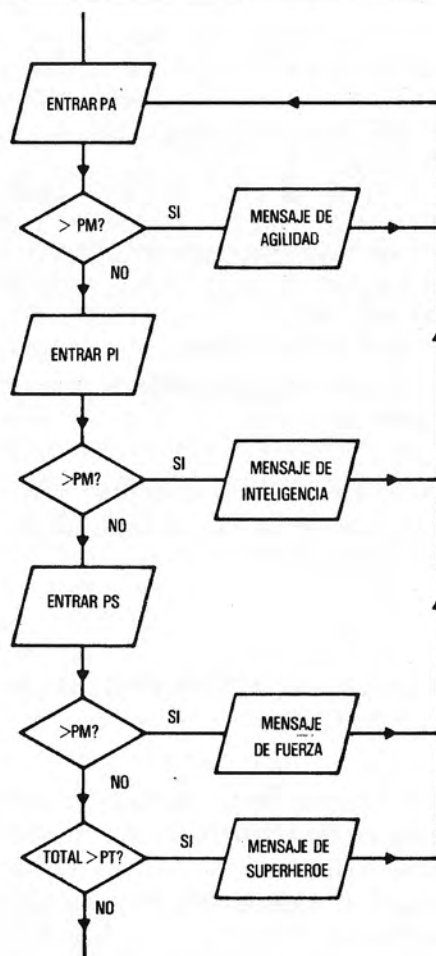 ENTRAR PA
> PM?
SI
MENSAJE DE
AGILIDAD
NO
ENTRAR PI
>PM?
SI
MENSAJE DE
INTELIGENCIA
NO
ENTRAR PS
>PM?
SI
MENSAJE
DE FUERZA
NO
TOTAL >PT?
SI
MENSAJE DE
SUPERHEROE
NO